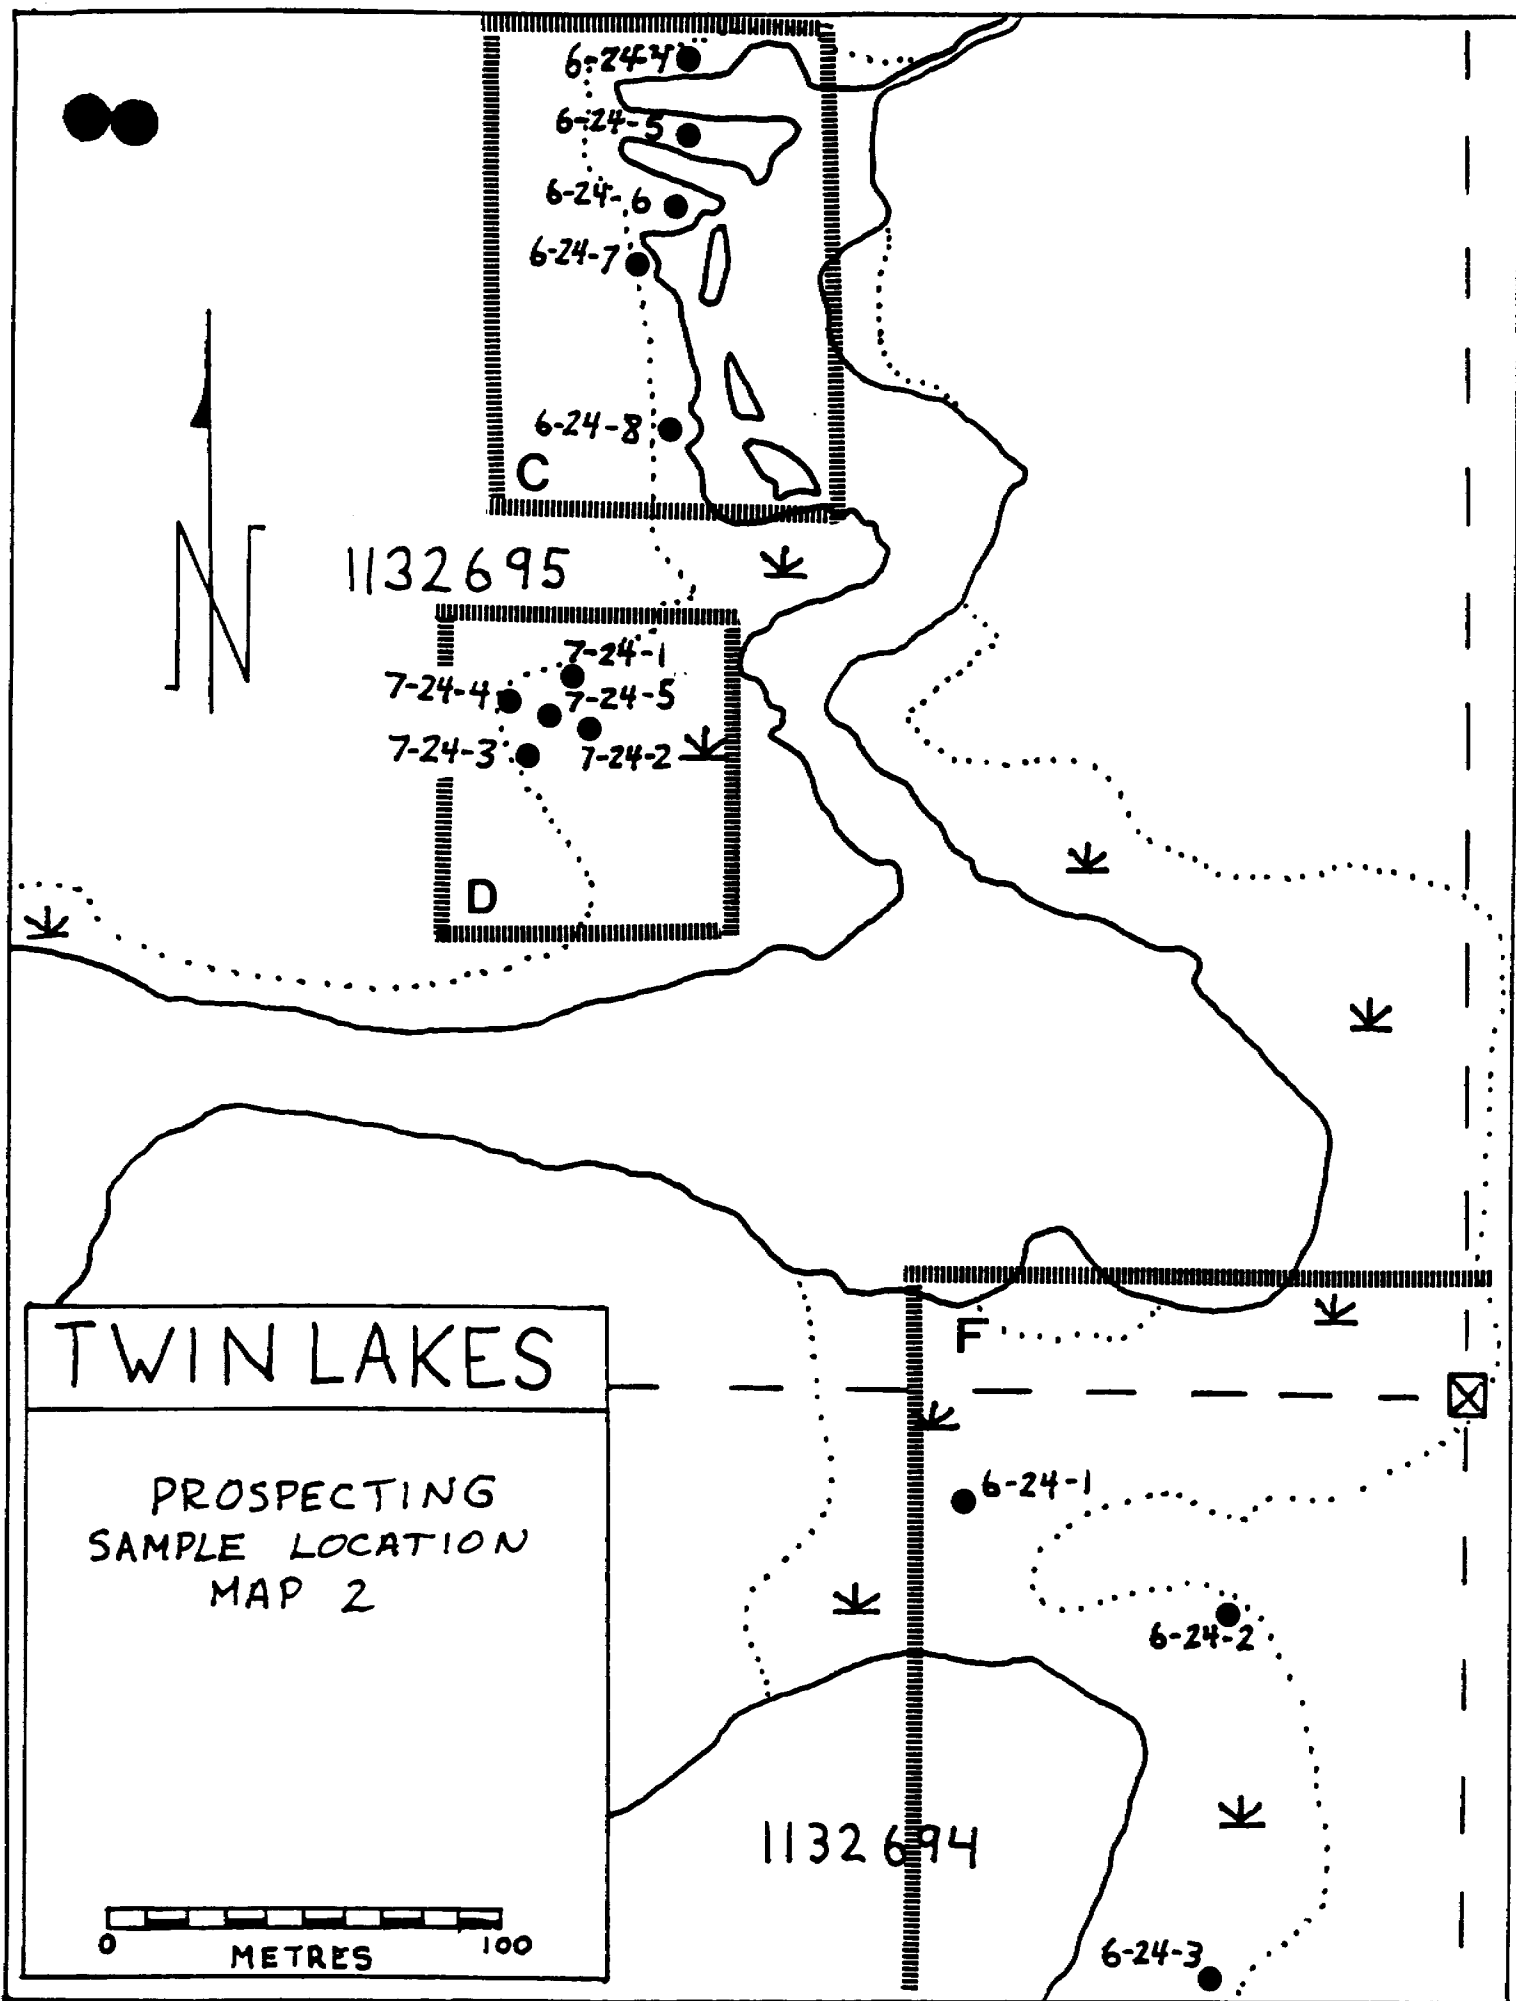 6-24-4
6-24-5
6-24-6
6-24-7
6-24-8
C
N
1132695
7-24-1
7-24-4
7-24-5
7-24-3
7-24-2
D
F
TWIN LAKES
6-24-1
PROSPECTING
SAMPLE LOCATION
MAP 2
6-24-2
1132694
0
100
METRES
6-24-3